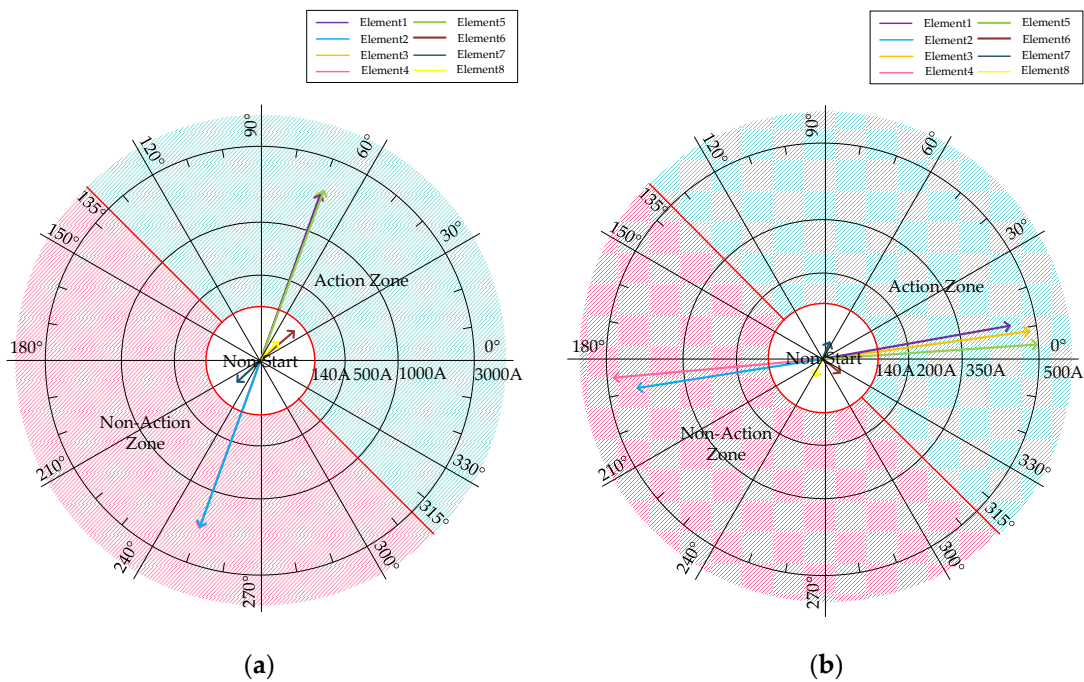 Element1 Element5
Element2 Element6
Element3 Element7
Element4 Element8
90°
120°
60°
135°
150°
30°
Action Zone
180°
0°
Non-Start
140A 500A 1000A 3000A
Non-Action
Zone
210°
330°
315°
240°
300°
270°
(a)
Element1 Element5
Element2 Element6
Element3 Element7
Element4 Element8
90°
120°
60°
135°
150°
30°
Action Zone
180°
0°
Non Start
140A 200A 350A 500A
Non-Action
Zone
210°
330°
315°
240°
300°
270°
(b)